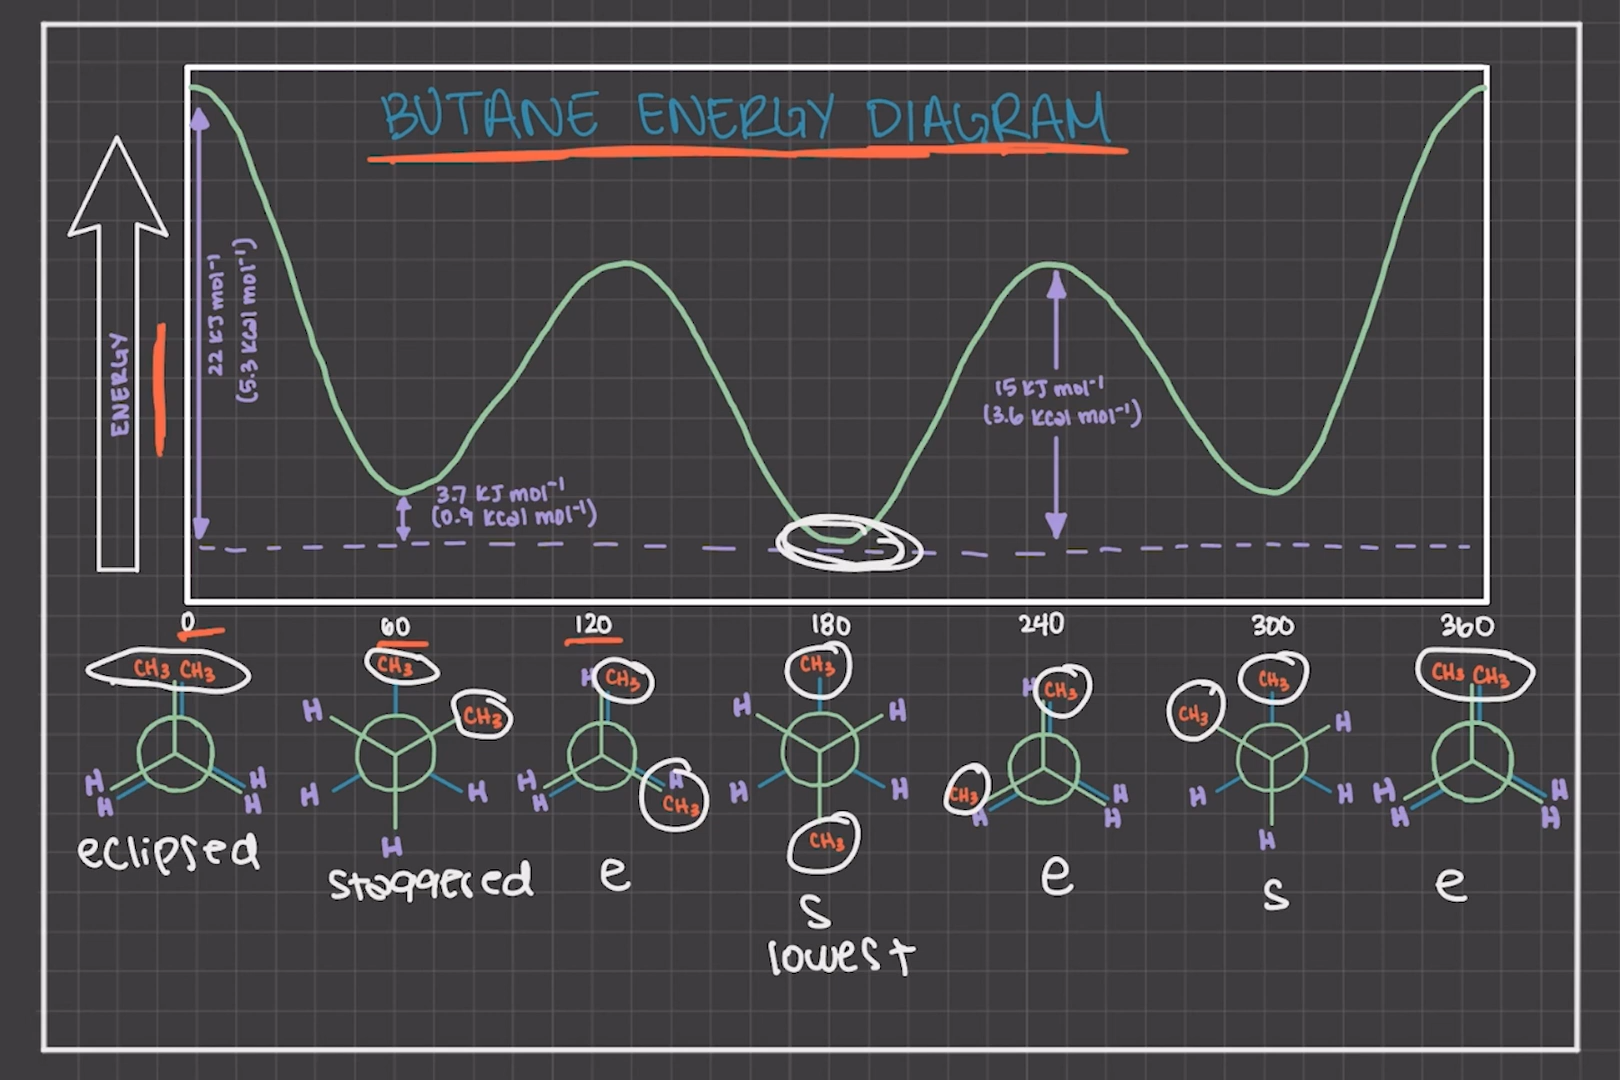 BUTANE ENERGY DIAGRAM
ENERGY
22 KJ mol⁻¹
(5.3 Kcal mol⁻¹)
3.7 KJ mol⁻¹
(0.9 Kcal mol⁻¹)
15 KJ mol⁻¹
(3.6 Kcal mol⁻¹)
0 60 120 180 240 300 360
CH3 CH3
H H
H H
eclipsed
CH3
H CH3
H H
H
staggered
H CH3
H H
H CH3
e
CH3
H H
H H
CH3
S
lowest
H CH3
CH3 H
H H
e
CH3
CH3 H
H H
H
S
CH3 CH3
H H
H H
e